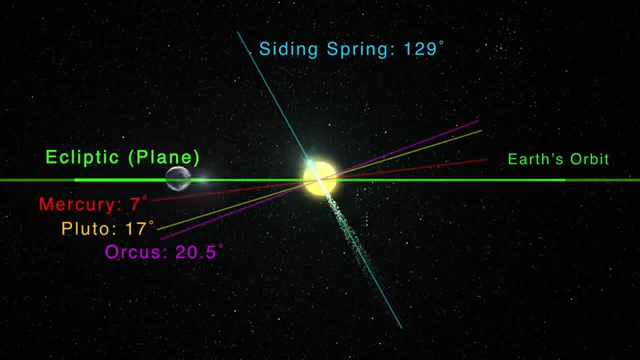 Siding Spring: 129°
Ecliptic (Plane)
Earth's Orbit
Mercury: 7°
Pluto: 17°
Orcus: 20.5°